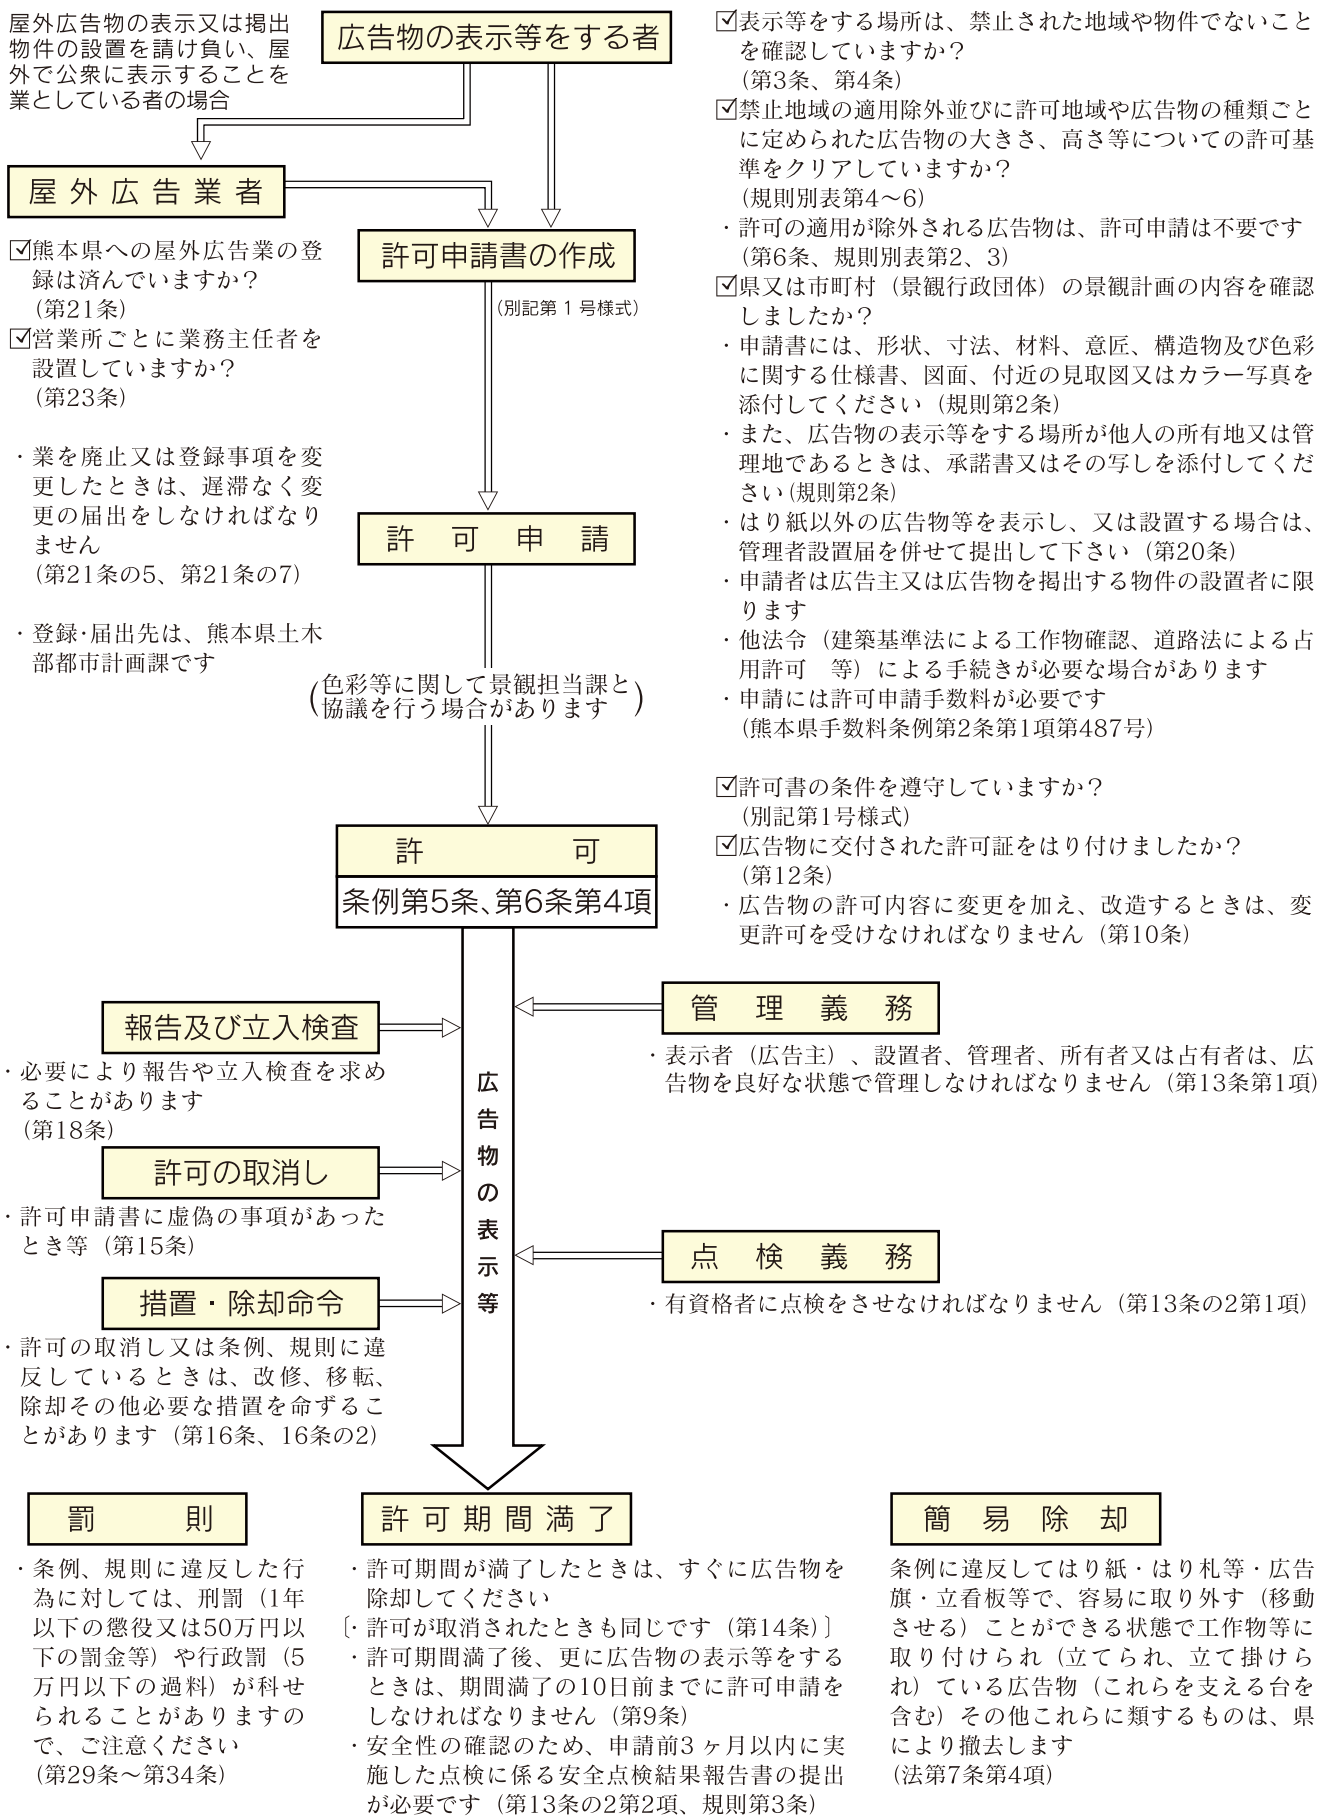 屋外広告物の表示又は掲出
物件の設置を請け負い、屋
外で公衆に表示することを
業としている者の場合
広告物の表示等をする者
屋外広告業者
☑熊本県への屋外広告業の登
録は済んでいますか？
(第21条)
☑営業所ごとに業務主任者を
設置していますか？
(第23条)
・業を廃止又は登録事項を変
更したときは、遅滞なく変
更の届出をしなければなり
ません
(第21条の5、第21条の7)
・登録・届出先は、熊本県土木
部都市計画課です
許可申請書の作成
(別記第１号様式)
許可申請
(色彩等に関して景観担当課と
協議を行う場合があります)
許可
条例第5条、第6条第4項
☑表示等をする場所は、禁止された地域や物件でないこと
を確認していますか？
(第3条、第4条)
☑禁止地域の適用除外並びに許可地域や広告物の種類ごと
に定められた広告物の大きさ、高さ等についての許可基
準をクリアしていますか？
(規則別表第4～6)
・許可の適用が除外される広告物は、許可申請は不要です
(第6条、規則別表第2、3)
☑県又は市町村（景観行政団体）の景観計画の内容を確認
しましたか？
・申請書には、形状、寸法、材料、意匠、構造物及び色彩
に関する仕様書、図面、付近の見取図又はカラー写真を
添付してください（規則第2条）
・また、広告物の表示等をする場所が他人の所有地又は管
理地であるときは、承諾書又はその写しを添付してくだ
さい(規則第2条)
・はり紙以外の広告物等を表示し、又は設置する場合は、
管理者設置届を併せて提出して下さい（第20条）
・申請者は広告主又は広告物を掲出する物件の設置者に限
ります
・他法令（建築基準法による工作物確認、道路法による占
用許可　等）による手続きが必要な場合があります
・申請には許可申請手数料が必要です
(熊本県手数料条例第2条第1項第487号)
☑許可書の条件を遵守していますか？
(別記第1号様式)
☑広告物に交付された許可証をはり付けましたか？
(第12条)
・広告物の許可内容に変更を加え、改造するときは、変
更許可を受けなければなりません（第10条）
広告物の表示等
報告及び立入検査
・必要により報告や立入検査を求め
ることがあります
(第18条)
許可の取消し
・許可申請書に虚偽の事項があった
とき等（第15条）
措置・除却命令
・許可の取消し又は条例、規則に違
反しているときは、改修、移転、
除却その他必要な措置を命ずるこ
とがあります（第16条、16条の2）
管理義務
・表示者（広告主）、設置者、管理者、所有者又は占有者は、広
告物を良好な状態で管理しなければなりません（第13条第1項）
点検義務
・有資格者に点検をさせなければなりません（第13条の2第1項）
罰則
・条例、規則に違反した行
為に対しては、刑罰（1年
以下の懲役又は50万円以
下の罰金等）や行政罰（5
万円以下の過料）が科せ
られることがありますの
で、ご注意ください
(第29条～第34条)
許可期間満了
・許可期間が満了したときは、すぐに広告物を
除却してください
〔・許可が取消されたときも同じです（第14条）〕
・許可期間満了後、更に広告物の表示等をする
ときは、期間満了の10日前までに許可申請を
しなければなりません（第9条）
・安全性の確認のため、申請前3ヶ月以内に実
施した点検に係る安全点検結果報告書の提出
が必要です（第13条の2第2項、規則第3条）
簡易除却
条例に違反してはり紙・はり札等・広告
旗・立看板等で、容易に取り外す（移動
させる）ことができる状態で工作物等に
取り付けられ（立てられ、立て掛けら
れ）ている広告物（これらを支える台を
含む）その他これらに類するものは、県
により撤去します
(法第7条第4項)